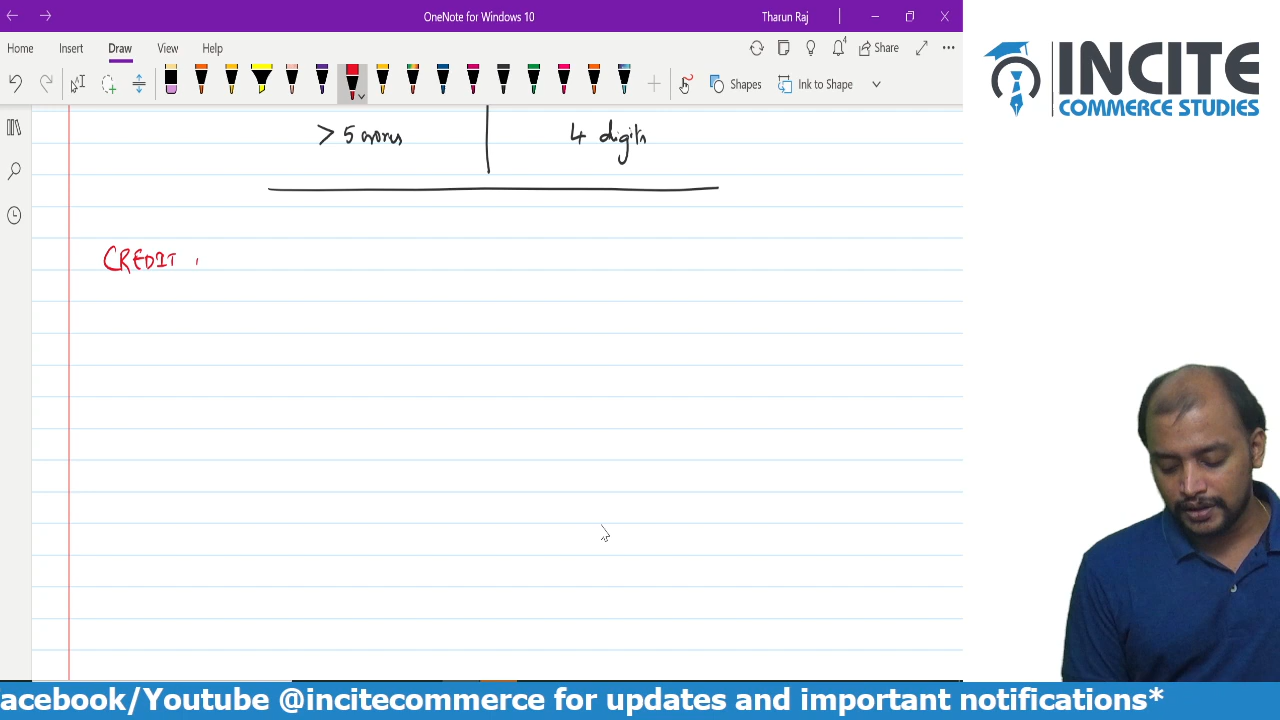 OneNote for Windows 10
Tharun Raj
Home Insert Draw View Help
4
Share
Shapes
Ink to Shape
> 5 crores
4 digits
CREDIT
INCITE
COMMERCE STUDIES
acebook/Youtube @incitecommerce for updates and important notifications*